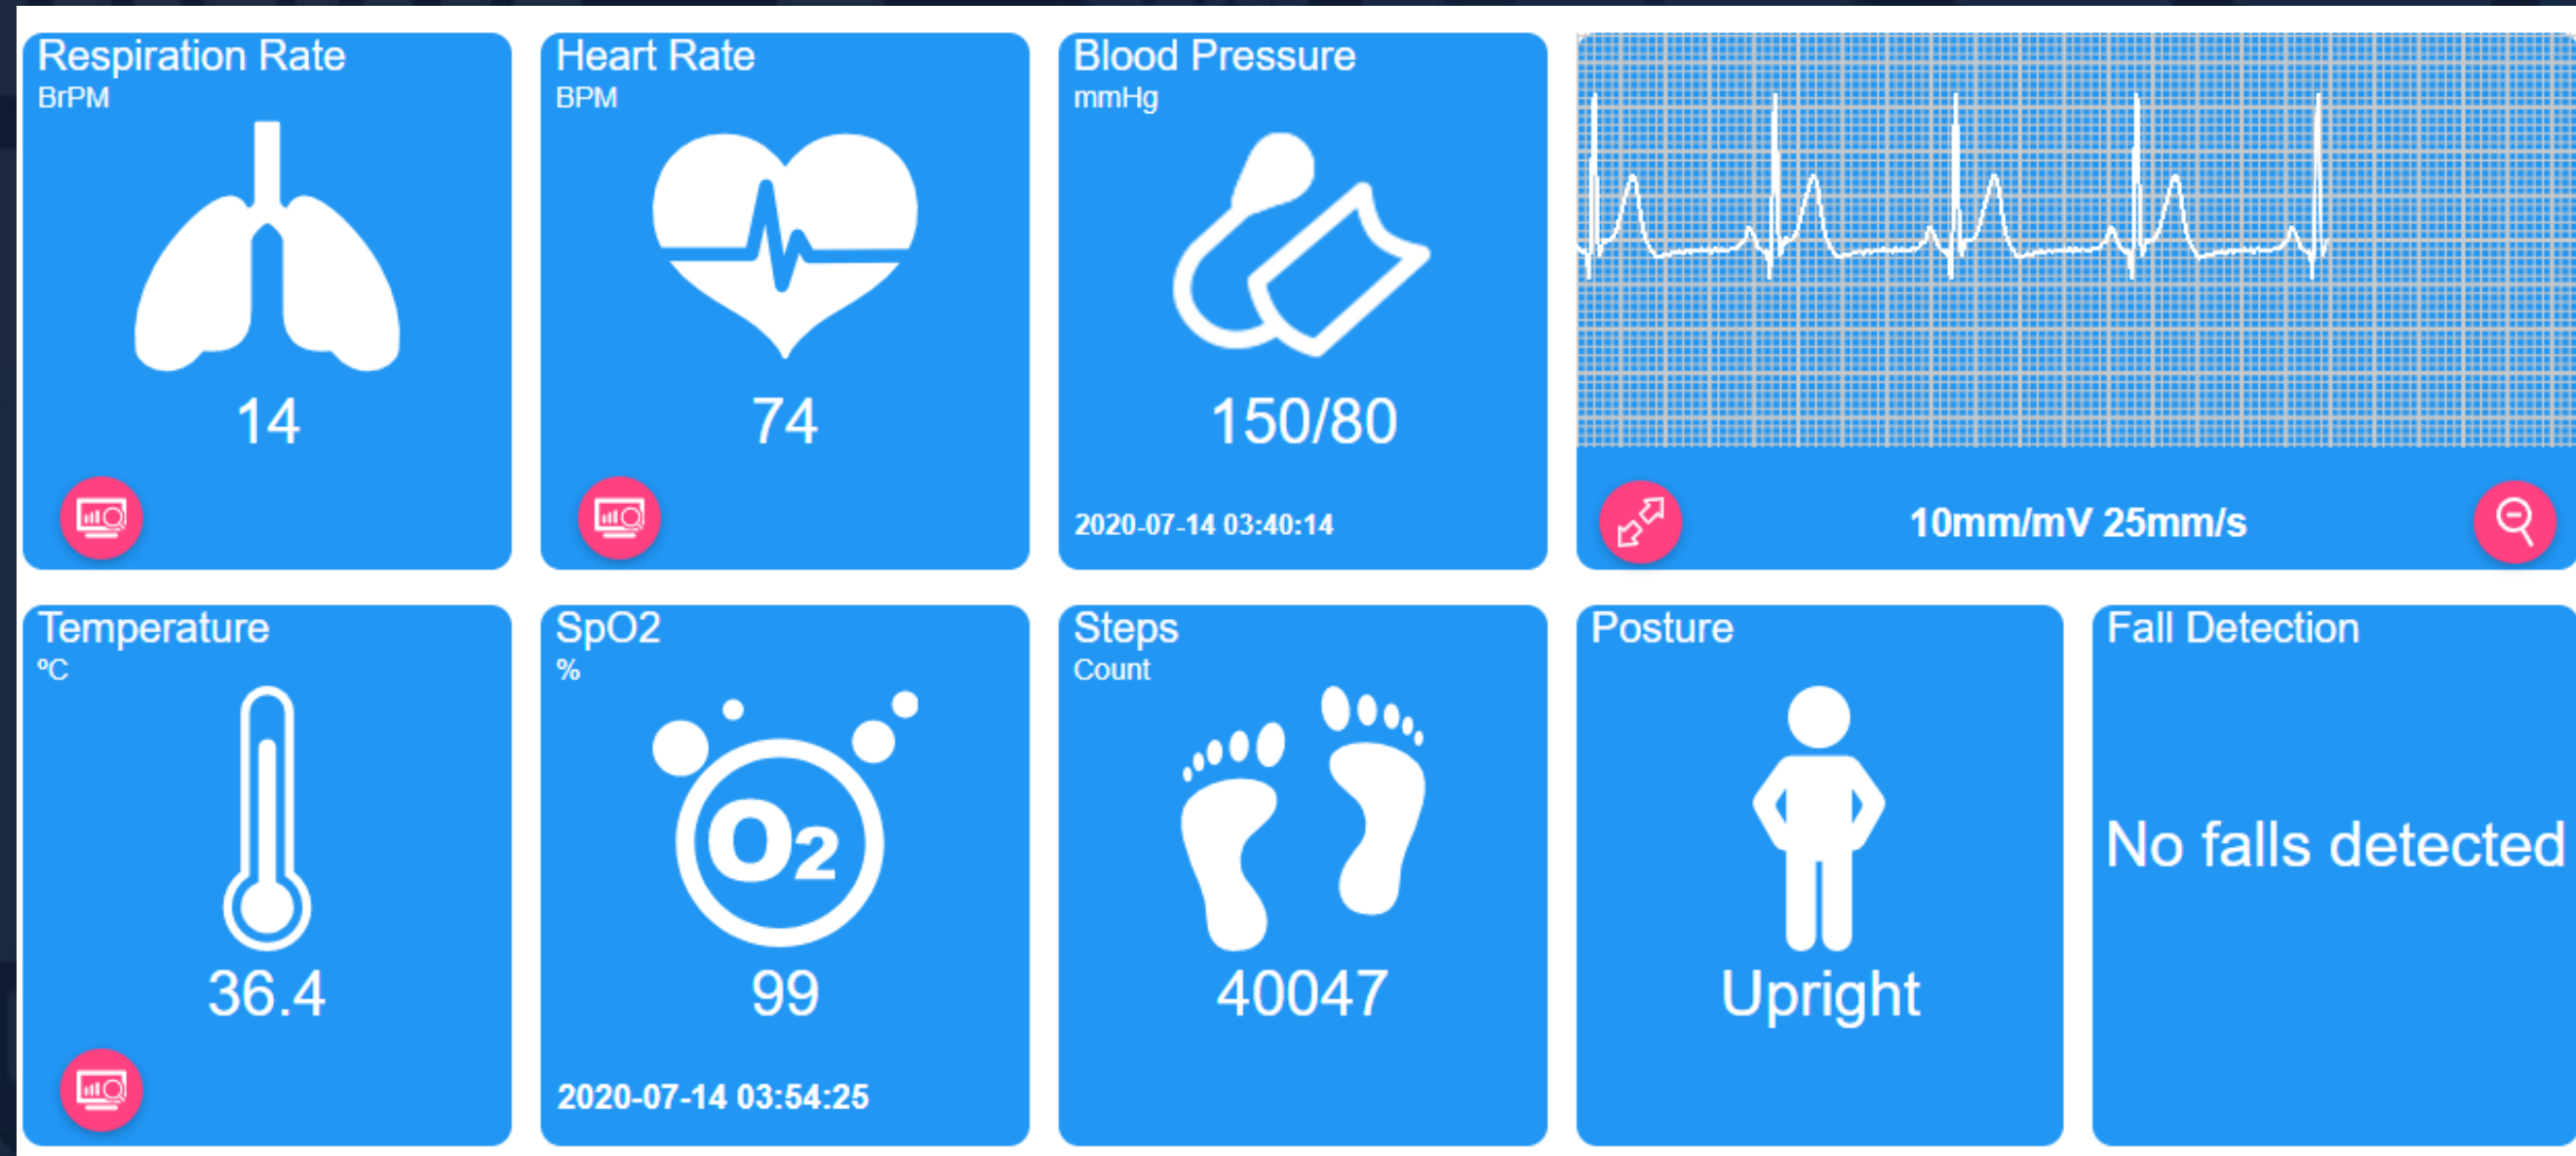 Respiration Rate
BrPM
14
Heart Rate
BPM
74
Blood Pressure
mmHg
150/80
2020-07-14 03:40:14
10mm/mV 25mm/s
Temperature
ºC
36.4
SpO2
%
O2
99
2020-07-14 03:54:25
Steps
Count
40047
Posture
Upright
Fall Detection
No falls detected